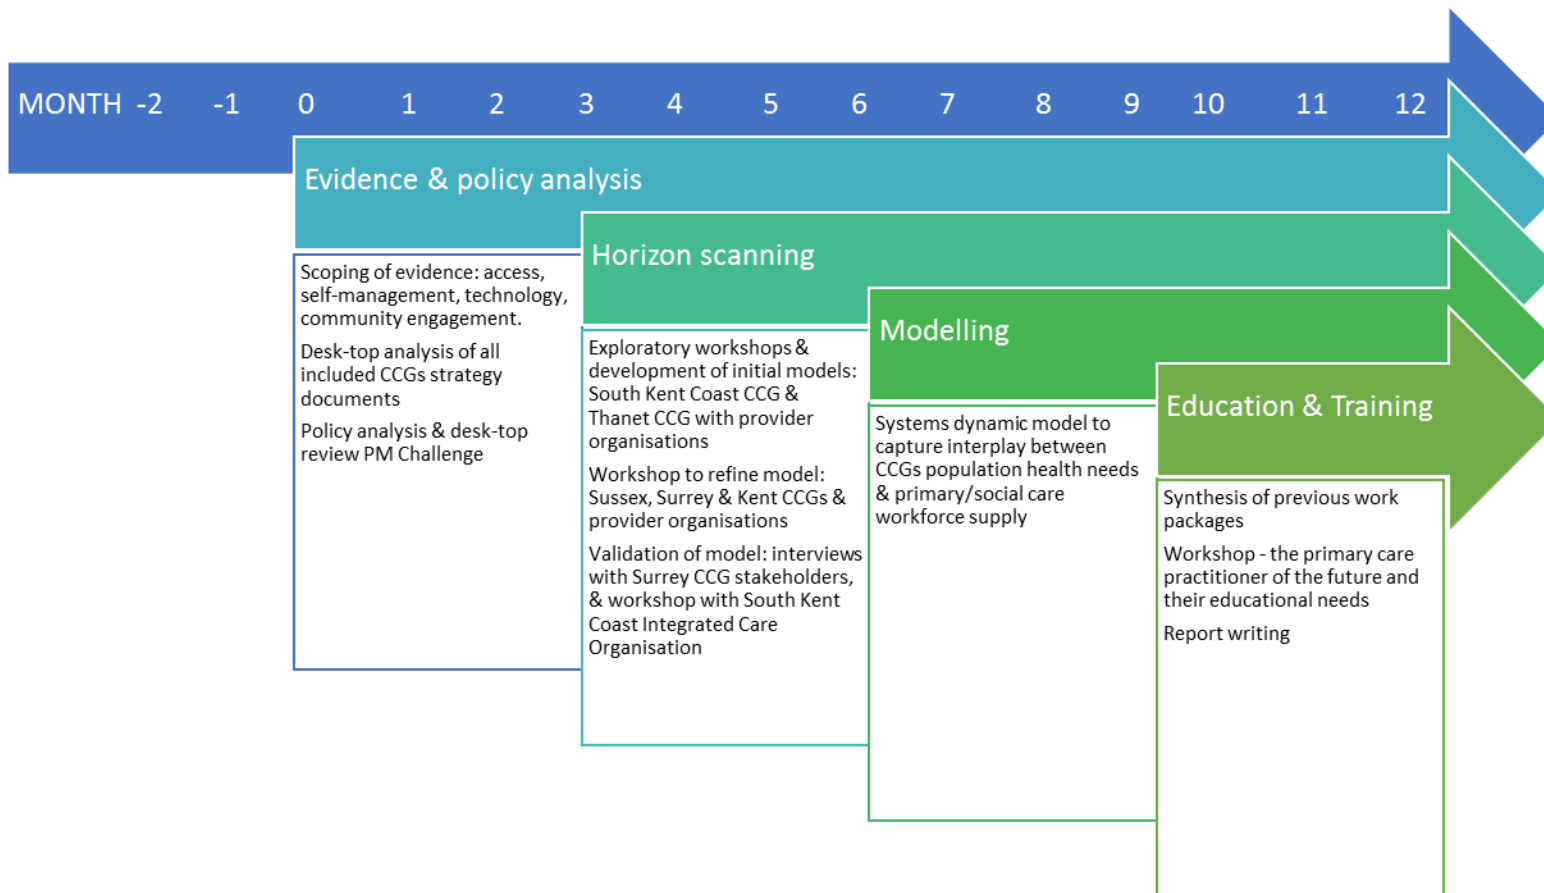 MONTH -2 -1 0 1 2 3 4 5 6 7 8 9 10 11 12
Evidence & policy analysis
Scoping of evidence: access,
self-management, technology,
community engagement.
Desk-top analysis of all
included CCGs strategy
documents
Policy analysis & desk-top
review PM Challenge
Horizon scanning
Exploratory workshops &
development of initial models:
South Kent Coast CCG &
Thanet CCG with provider
organisations
Workshop to refine model:
Sussex, Surrey & Kent CCGs &
provider organisations
Validation of model: interviews
with Surrey CCG stakeholders,
& workshop with South Kent
Coast Integrated Care
Organisation
Modelling
Systems dynamic model to
capture interplay between
CCGs population health needs
& primary/social care
workforce supply
Education & Training
Synthesis of previous work
packages
Workshop - the primary care
practitioner of the future and
their educational needs
Report writing